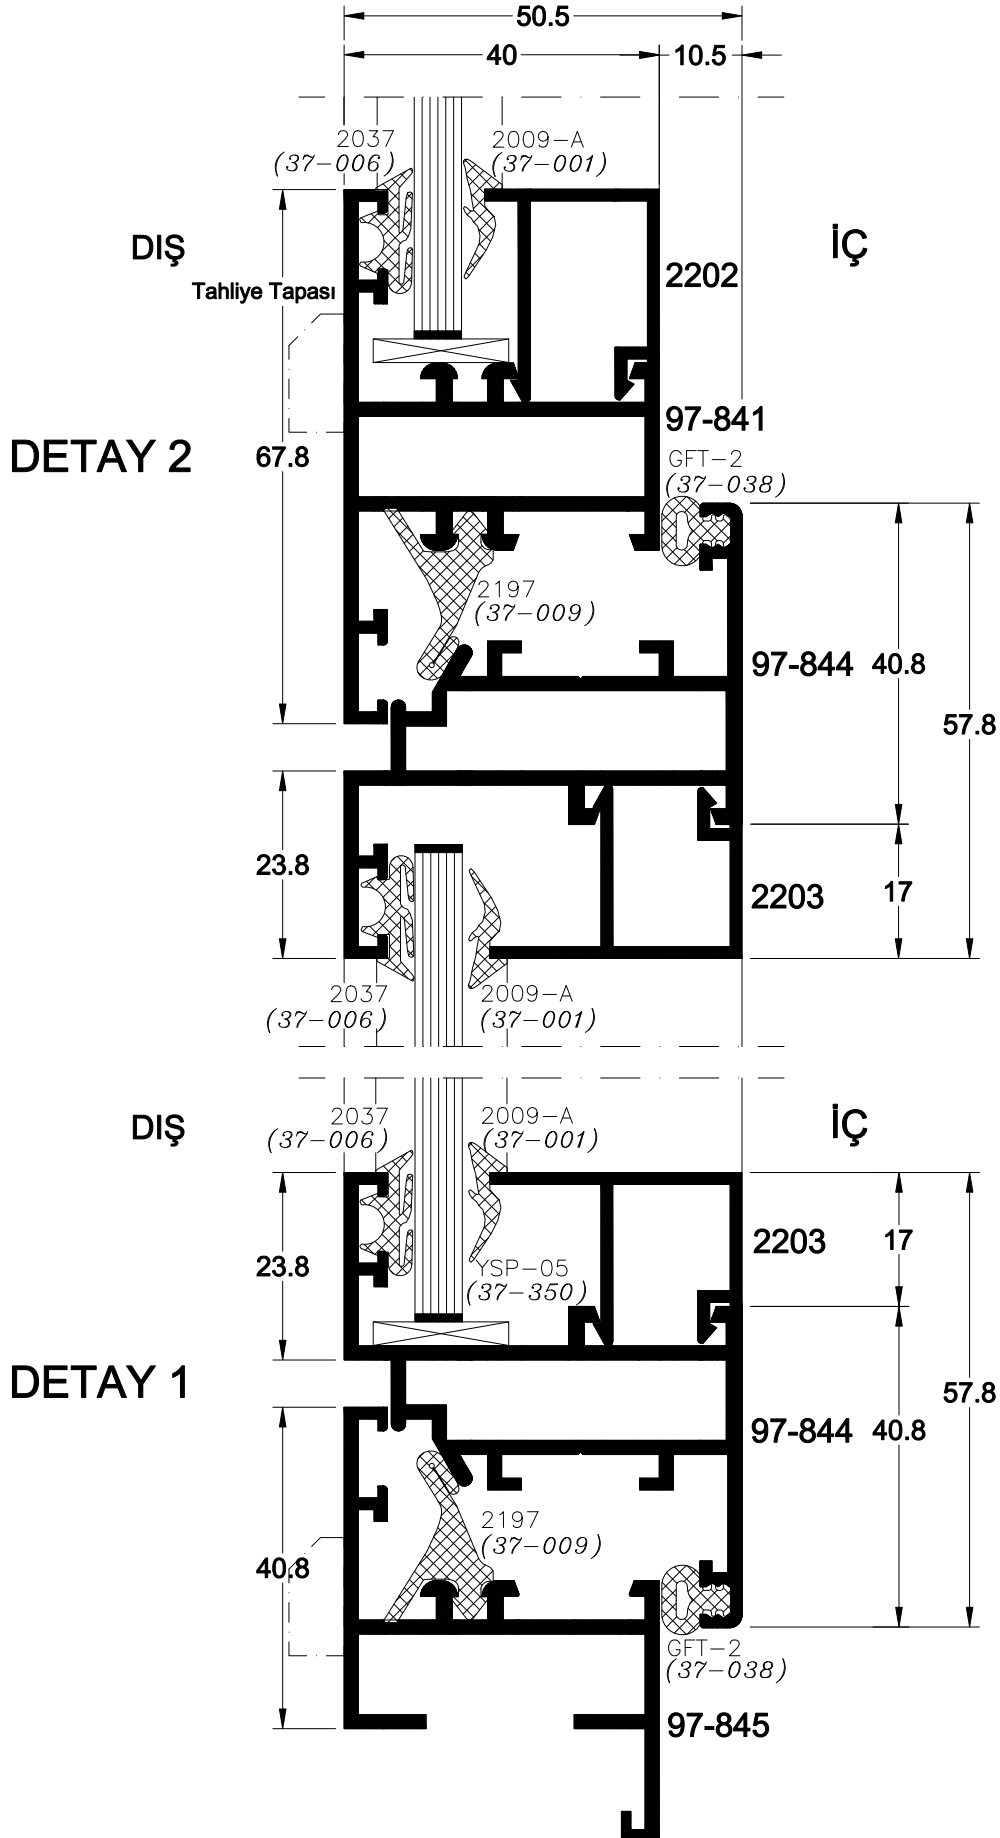 50.5
40
10.5
2037
(37-006)
2009-A
(37-001)
DIŞ
İÇ
2202
Tahliye Tapası
97-841
DETAY 2
67.8
GFT-2
(37-038)
2197
(37-009)
97-844
40.8
57.8
23.8
2203
17
2037
(37-006)
2009-A
(37-001)
DIŞ
İÇ
2037
(37-006)
2009-A
(37-001)
2203
17
23.8
YSP-05
(37-350)
DETAY 1
57.8
97-844
40.8
2197
(37-009)
40.8
GFT-2
(37-038)
97-845